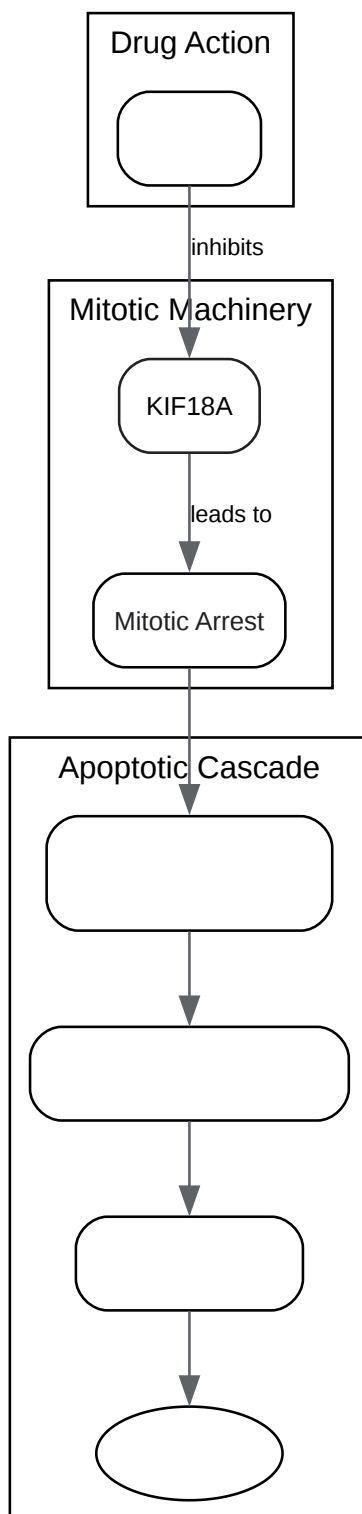 Drug Action
inhibits
Mitotic Machinery
KIF18A
leads to
Mitotic Arrest
Apoptotic Cascade